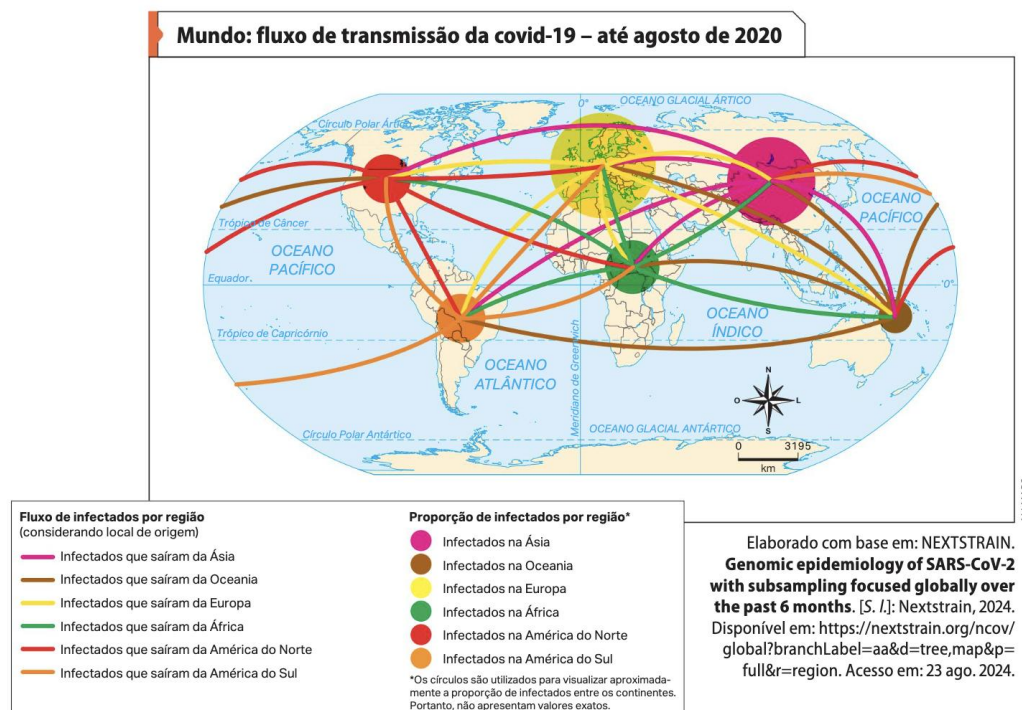 Mundo: fluxo de transmissão da covid-19 – até agosto de 2020
0°
OCEANO GLACIAL ÁRTICO
Círculo Polar Ártico
OCEANO
PACÍFICO
Trópico de Câncer
OCEANO
PACÍFICO
Equador.
0°
OCEANO
ÍNDICO
Trópico de Capricórnio
OCEANO
ATLÂNTICO
Meridiano de Greenwich
N
O
L
S
Círculo Polar Antártico
OCEANO GLACIAL ANTÁRTICO
0 3195
km
Fluxo de infectados por região
(considerando local de origem)
Infectados que saíram da Ásia
Infectados que saíram da Oceania
Infectados que saíram da Europa
Infectados que saíram da África
Infectados que saíram da América do Norte
Infectados que saíram da América do Sul
Proporção de infectados por região*
Infectados na Ásia
Infectados na Oceania
Infectados na Europa
Infectados na África
Infectados na América do Norte
Infectados na América do Sul
*Os círculos são utilizados para visualizar aproximada-
mente a proporção de infectados entre os continentes.
Portanto, não apresentam valores exatos.
Elaborado com base em: NEXTSTRAIN.
Genomic epidemiology of SARS-CoV-2
with subsampling focused globally over
the past 6 months. [S. l.]: Nextstrain, 2024.
Disponível em: https://nextstrain.org/ncov/
global?branchLabel=aa&d=tree,map&p=
full&r=region. Acesso em: 23 ago. 2024.